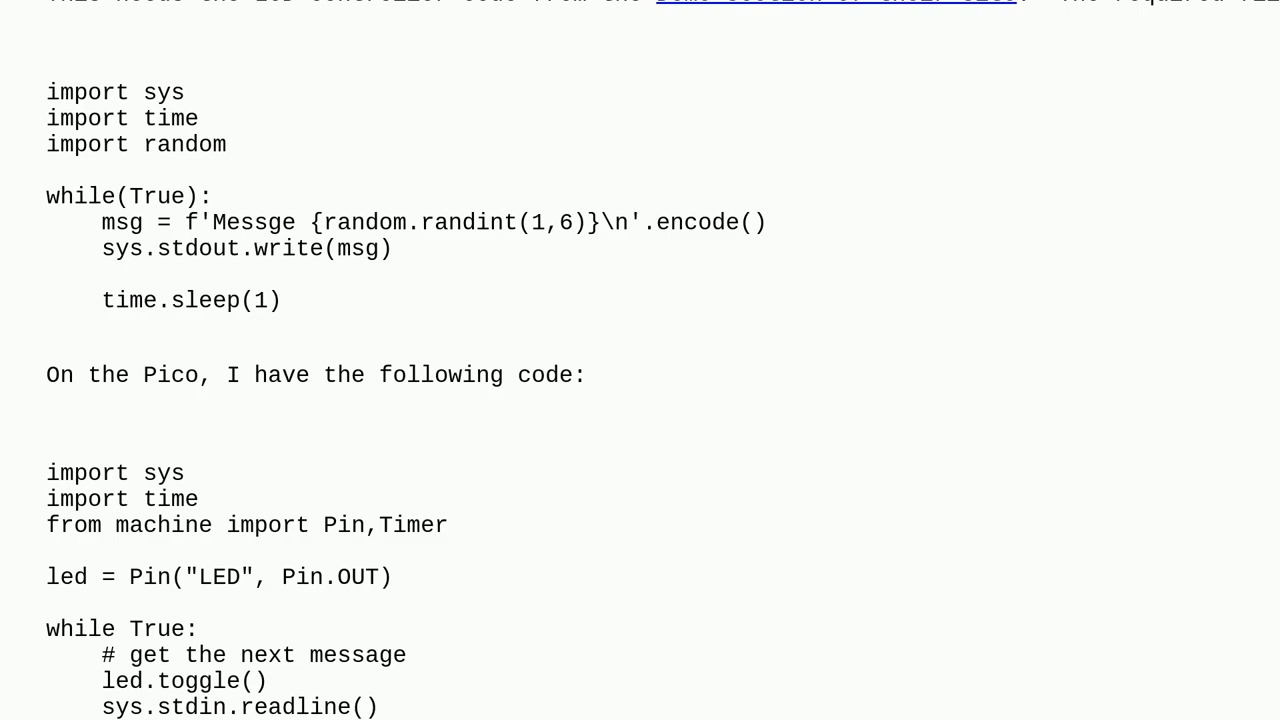 import sys
import time
import random
while(True):
msg = f'Messge {random.randint(1,6)}\n'.encode()
sys.stdout.write(msg)
time.sleep(1)
On the Pico, I have the following code:
import sys
import time
from machine import Pin,Timer
led = Pin("LED", Pin.OUT)
while True:
# get the next message
led.toggle()
sys.stdin.readline()